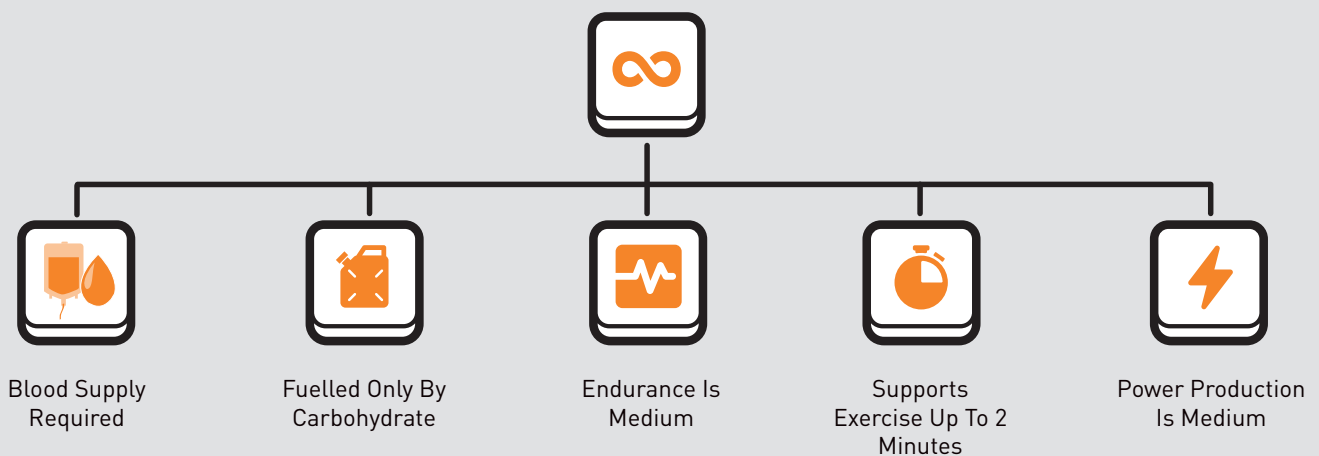 Blood Supply
Required
Fuelled Only By
Carbohydrate
Endurance Is
Medium
Supports
Exercise Up To 2
Minutes
Power Production
Is Medium